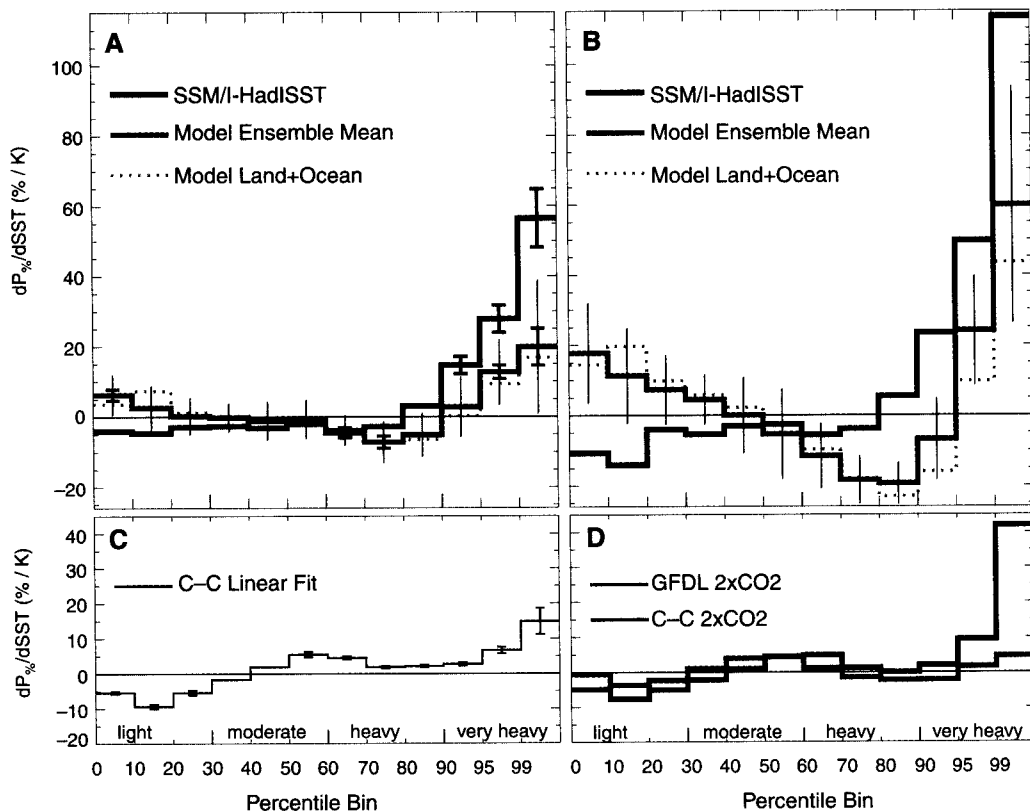 A
SSM/I-HadISST
Model Ensemble Mean
Model Land+Ocean
dP%/dSST (% / K)
100
80
60
40
20
0
−20
B
SSM/I-HadISST
Model Ensemble Mean
Model Land+Ocean
C
C–C Linear Fit
dP%/dSST (% / K)
40
30
20
10
0
−10
−20
light
moderate
heavy
very heavy
0 10 20 30 40 50 60 70 80 90 95 99
Percentile Bin
D
GFDL 2xCO2
C–C 2xCO2
light
moderate
heavy
very heavy
0 10 20 30 40 50 60 70 80 90 95 99
Percentile Bin